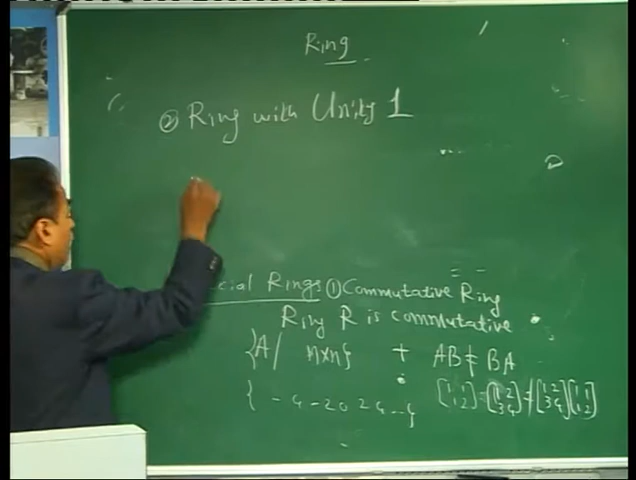 Ring
② Ring with Unity 1
cial Rings ① Commutative Ring
Ring R is commutative
{A/ n×n} + AB ≠ BA
{ - 4 -2 0 2 4 - - }